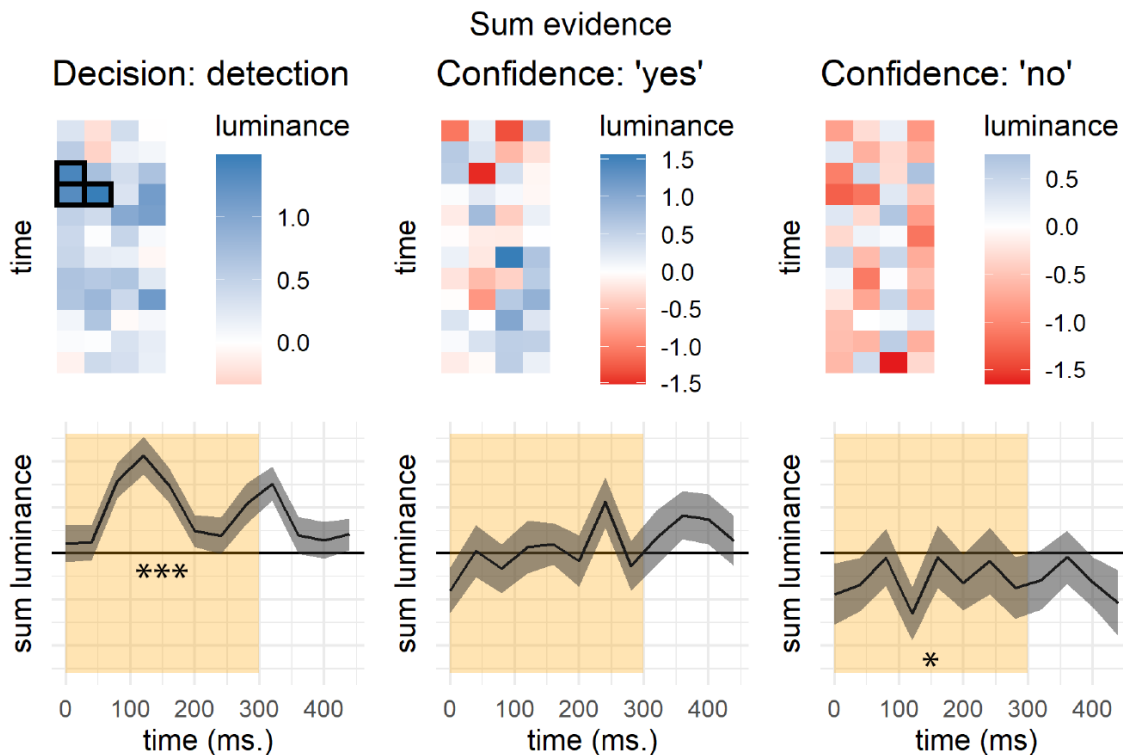 Sum evidence
Decision: detection
Confidence: 'yes'
Confidence: 'no'
luminance
1.0
0.5
0.0
time
luminance
1.5
1.0
0.5
0.0
-0.5
-1.0
-1.5
time
luminance
0.5
0.0
-0.5
-1.0
-1.5
time
sum luminance
***
0 100 200 300 400
time (ms.)
sum luminance
0 100 200 300 400
time (ms.)
sum luminance
*
0 100 200 300 400
time (ms.)